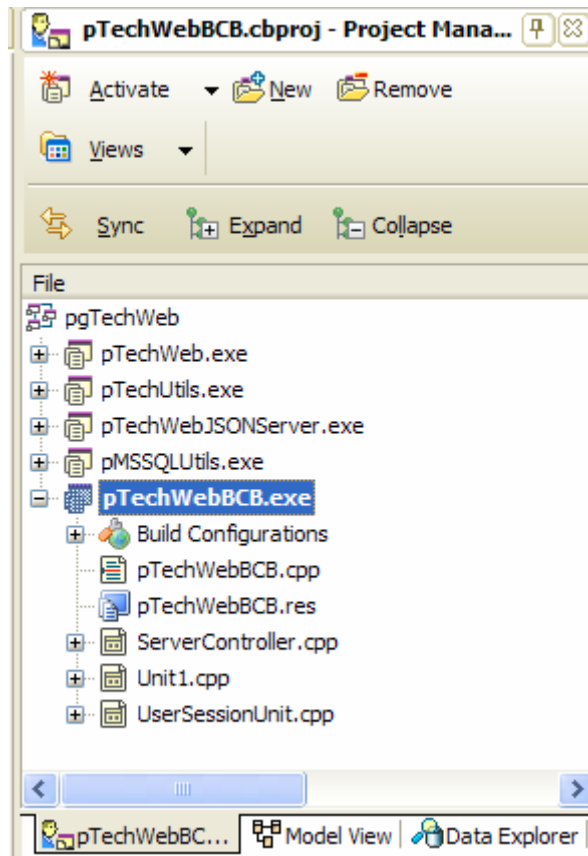 pTechWebBCB.cbproj - Project Mana...
Activate New Remove
Views
Sync Expand Collapse
File
pgTechWeb
pTechWeb.exe
pTechUtils.exe
pTechWebJSONServer.exe
pMSSQLUtils.exe
pTechWebBCB.exe
Build Configurations
pTechWebBCB.cpp
pTechWebBCB.res
ServerController.cpp
Unit1.cpp
UserSessionUnit.cpp
pTechWebBC... Model View Data Explorer